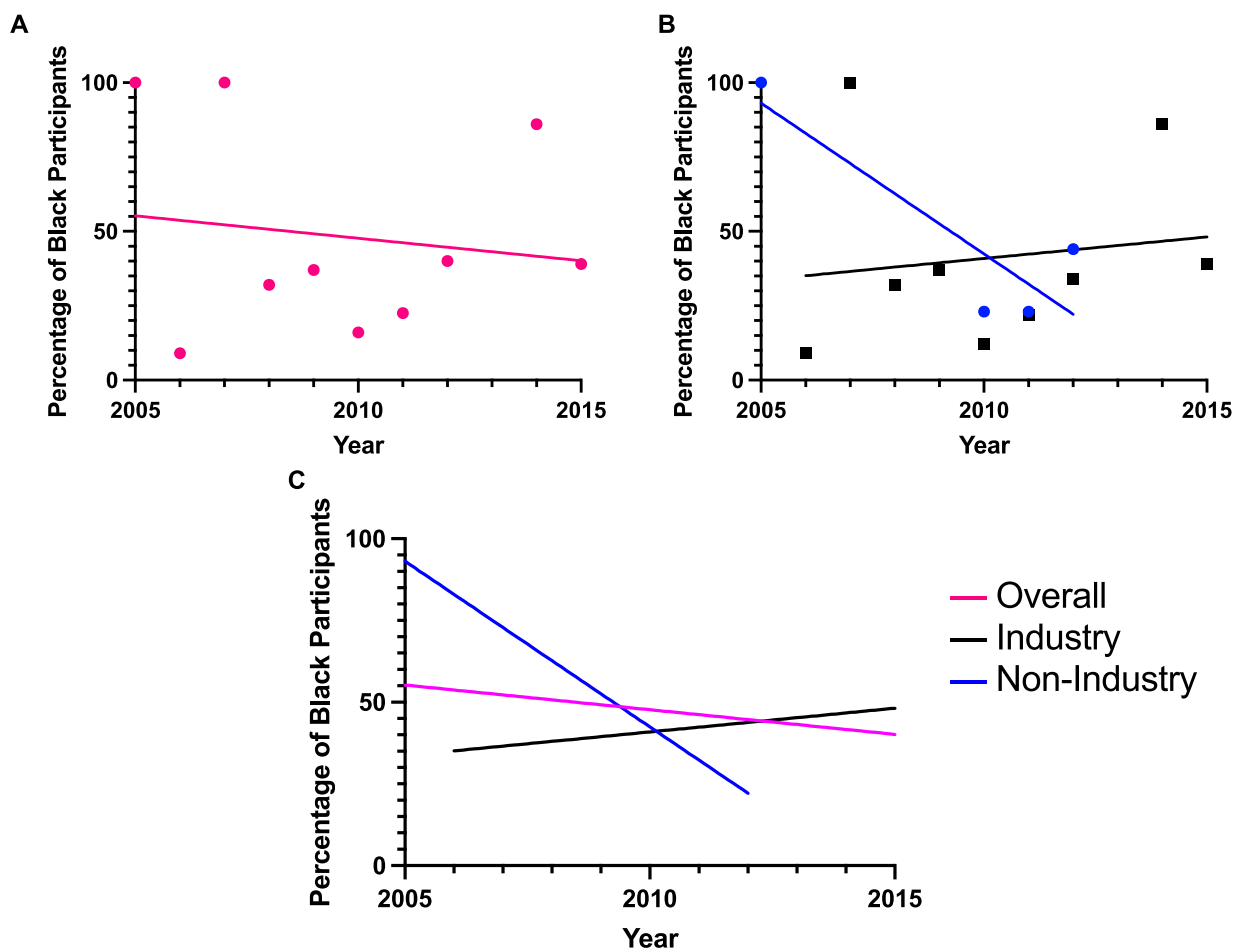 A
Percentage of Black Participants
100
50
0
2005
2010
2015
Year
B
Percentage of Black Participants
100
50
0
2005
2010
2015
Year
C
Percentage of Black Participants
100
50
0
2005
2010
2015
Year
Overall
Industry
Non-Industry